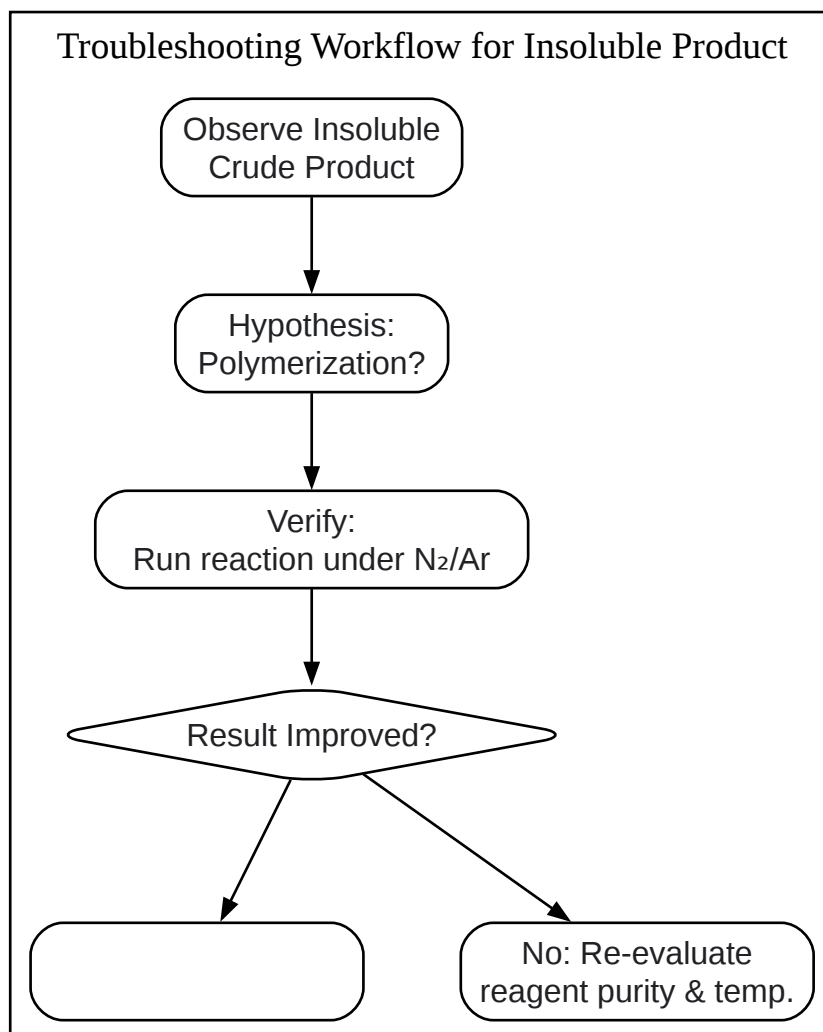 Troubleshooting Workflow for Insoluble Product
Observe Insoluble
Crude Product
Hypothesis:
Polymerization?
Verify:
Run reaction under N₂/Ar
Result Improved?
No: Re-evaluate
reagent purity & temp.